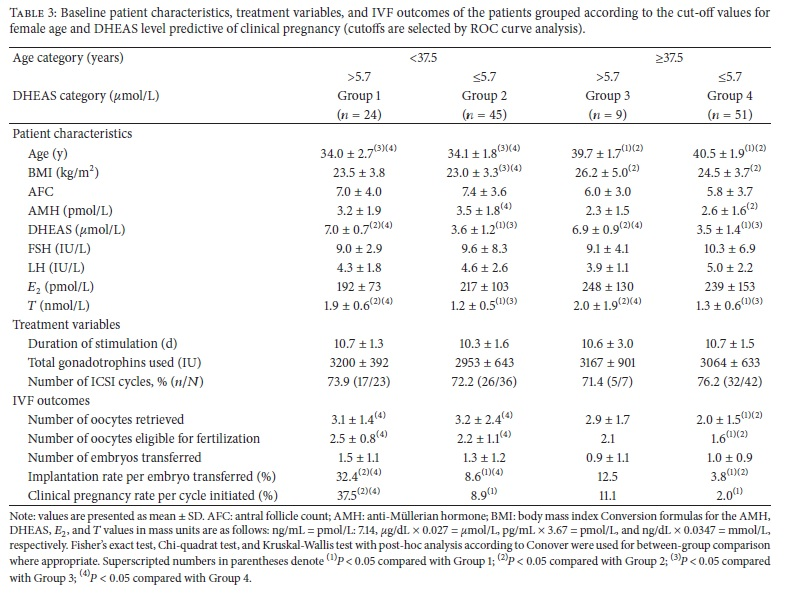 TABLE 3: Baseline patient characteristics, treatment variables, and IVF outcomes of the patients grouped according to the cut-off values for
female age and DHEAS level predictive of clinical pregnancy (cutoffs are selected by ROC curve analysis).
Age category (years) <37.5 ≥37.5
>5.7 ≤5.7 >5.7 ≤5.7
DHEAS category (μmol/L) Group 1 Group 2 Group 3 Group 4
(n = 24) (n = 45) (n = 9) (n = 51)
Patient characteristics
Age (y) 34.0 ± 2.7(3)(4) 34.1 ± 1.8(3)(4) 39.7 ± 1.7(1)(2) 40.5 ± 1.9(1)(2)
BMI (kg/m²) 23.5 ± 3.8 23.0 ± 3.3(3)(4) 26.2 ± 5.0(2) 24.5 ± 3.7(2)
AFC 7.0 ± 4.0 7.4 ± 3.6 6.0 ± 3.0 5.8 ± 3.7
AMH (pmol/L) 3.2 ± 1.9 3.5 ± 1.8(4) 2.3 ± 1.5 2.6 ± 1.6(2)
DHEAS (μmol/L) 7.0 ± 0.7(2)(4) 3.6 ± 1.2(1)(3) 6.9 ± 0.9(2)(4) 3.5 ± 1.4(1)(3)
FSH (IU/L) 9.0 ± 2.9 9.6 ± 8.3 9.1 ± 4.1 10.3 ± 6.9
LH (IU/L) 4.3 ± 1.8 4.6 ± 2.6 3.9 ± 1.1 5.0 ± 2.2
E₂ (pmol/L) 192 ± 73 217 ± 103 248 ± 130 239 ± 153
T (nmol/L) 1.9 ± 0.6(2)(4) 1.2 ± 0.5(1)(3) 2.0 ± 1.9(2)(4) 1.3 ± 0.6(1)(3)
Treatment variables
Duration of stimulation (d) 10.7 ± 1.3 10.3 ± 1.6 10.6 ± 3.0 10.7 ± 1.5
Total gonadotrophins used (IU) 3200 ± 392 2953 ± 643 3167 ± 901 3064 ± 633
Number of ICSI cycles, % (n/N) 73.9 (17/23) 72.2 (26/36) 71.4 (5/7) 76.2 (32/42)
IVF outcomes
Number of oocytes retrieved 3.1 ± 1.4(4) 3.2 ± 2.4(4) 2.9 ± 1.7 2.0 ± 1.5(1)(2)
Number of oocytes eligible for fertilization 2.5 ± 0.8(4) 2.2 ± 1.1(4) 2.1 1.6(1)(2)
Number of embryos transferred 1.5 ± 1.1 1.3 ± 1.2 0.9 ± 1.1 1.0 ± 0.9
Implantation rate per embryo transferred (%) 32.4(2)(4) 8.6(1)(4) 12.5 3.8(1)(2)
Clinical pregnancy rate per cycle initiated (%) 37.5(2)(4) 8.9(1) 11.1 2.0(1)
Note: values are presented as mean ± SD. AFC: antral follicle count; AMH: anti-Müllerian hormone; BMI: body mass index Conversion formulas for the AMH,
DHEAS, E₂, and T values in mass units are as follows: ng/mL = pmol/L: 7.14, μg/dL × 0.027 = μmol/L, pg/mL × 3.67 = pmol/L, and ng/dL × 0.0347 = mmol/L,
respectively. Fisher's exact test, Chi-quadrat test, and Kruskal-Wallis test with post-hoc analysis according to Conover were used for between-group comparison
where appropriate. Superscripted numbers in parentheses denote (1)P < 0.05 compared with Group 1; (2)P < 0.05 compared with Group 2; (3)P < 0.05 compared
with Group 3; (4)P < 0.05 compared with Group 4.